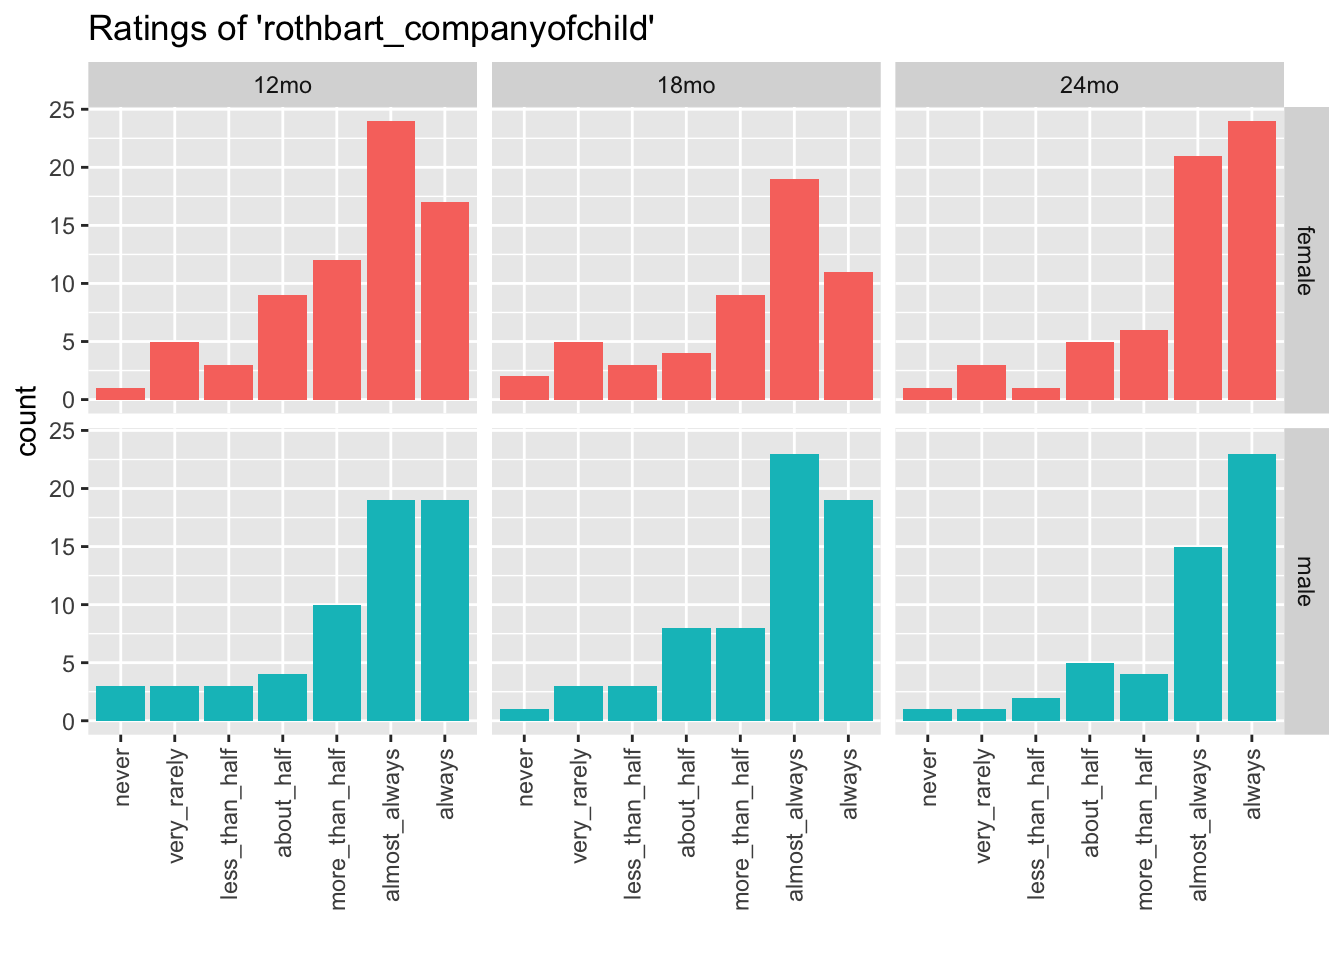 Ratings of 'rothbart_companyofchild'
12mo 18mo 24mo
25
20
15
10
5
0
female
count
25
20
15
10
5
0
male
never very_rarely less_than_half about_half more_than_half almost_always always never very_rarely less_than_half about_half more_than_half almost_always always never very_rarely less_than_half about_half more_than_half almost_always always